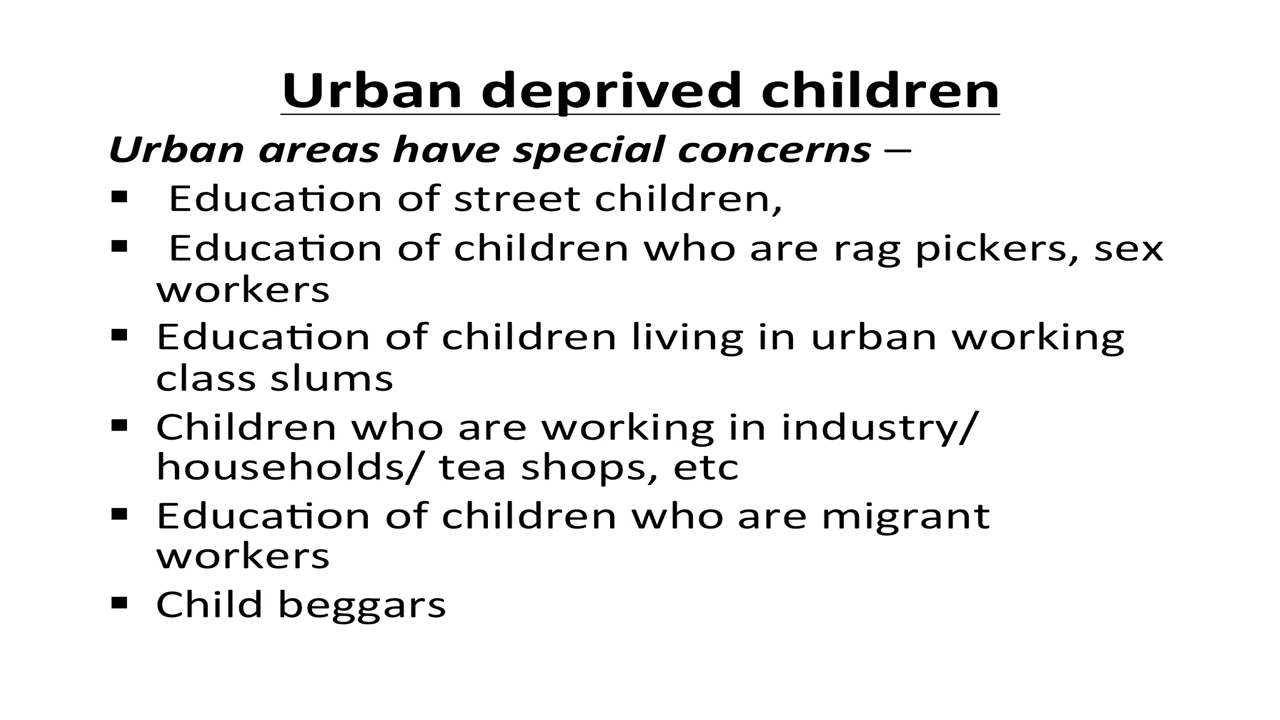 Urban deprived children
Urban areas have special concerns –
▪ Education of street children,
▪ Education of children who are rag pickers, sex
workers
▪ Education of children living in urban working
class slums
▪ Children who are working in industry/
households/ tea shops, etc
▪ Education of children who are migrant
workers
▪ Child beggars